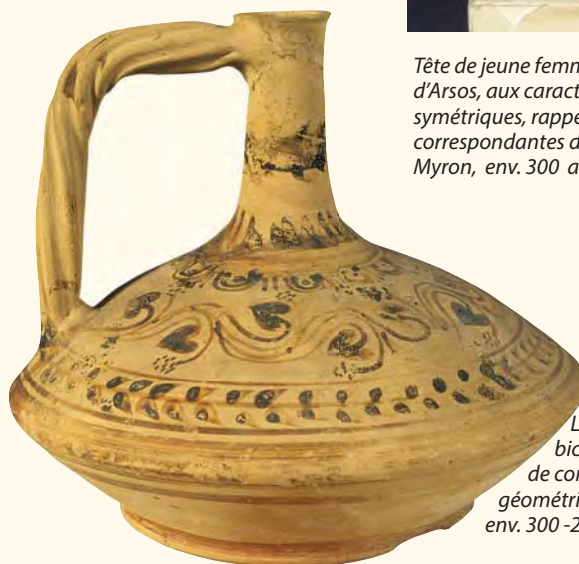 Tête de jeune femm
d'Arsos, aux caract
symétriques, rappe
correspondantes d
Myron, env. 300 a
L
bic
de cor
géométri
env. 300 -2